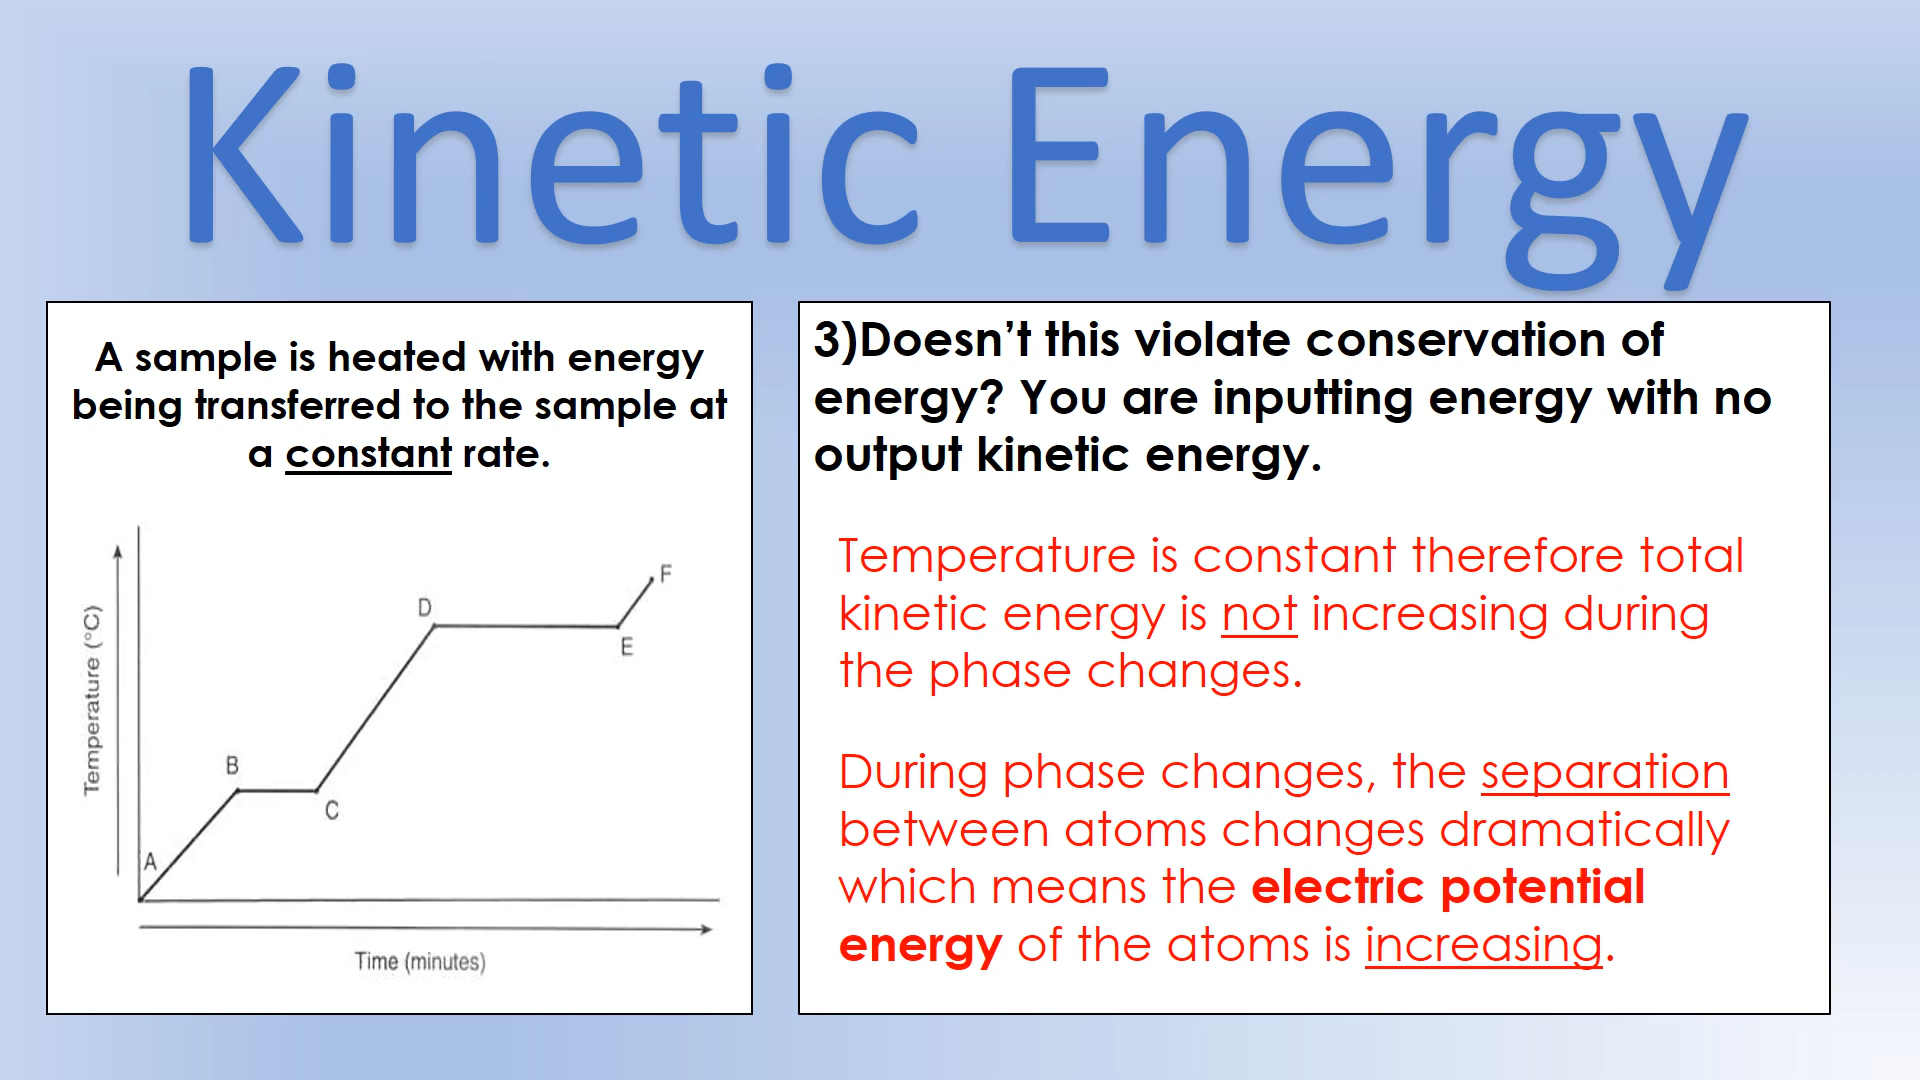 Kinetic Energy
A sample is heated with energy
being transferred to the sample at
a constant rate.
Temperature (°C)
A
B
C
D
E
F
Time (minutes)
3)Doesn’t this violate conservation of
energy? You are inputting energy with no
output kinetic energy.
Temperature is constant therefore total
kinetic energy is not increasing during
the phase changes.
During phase changes, the separation
between atoms changes dramatically
which means the electric potential
energy of the atoms is increasing.